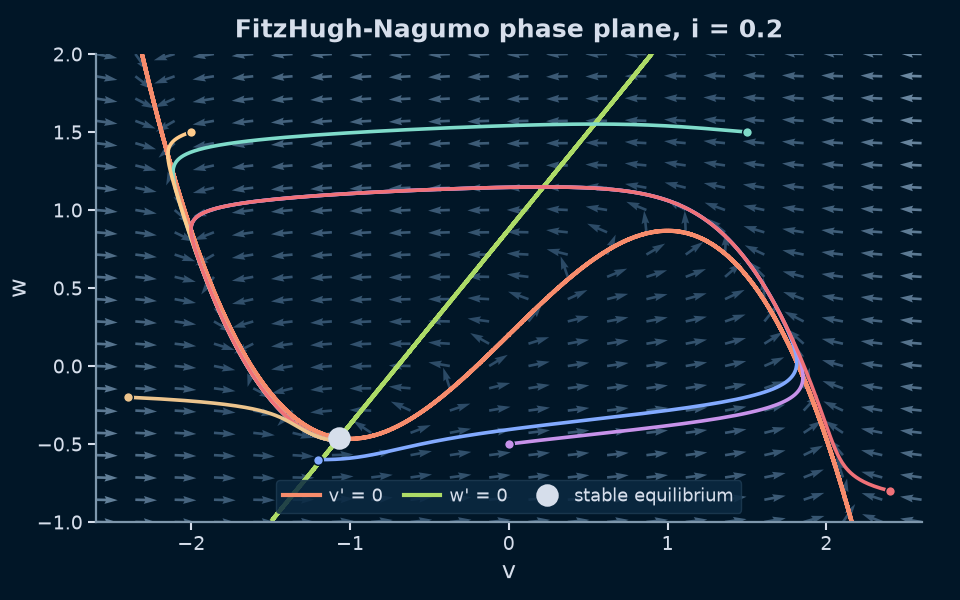 FitzHugh-Nagumo phase plane, i = 0.2
2.0
1.5
1.0
0.5
0.0
−0.5
−1.0
w
v' = 0 w' = 0 stable equilibrium
−2 −1 0 1 2
v